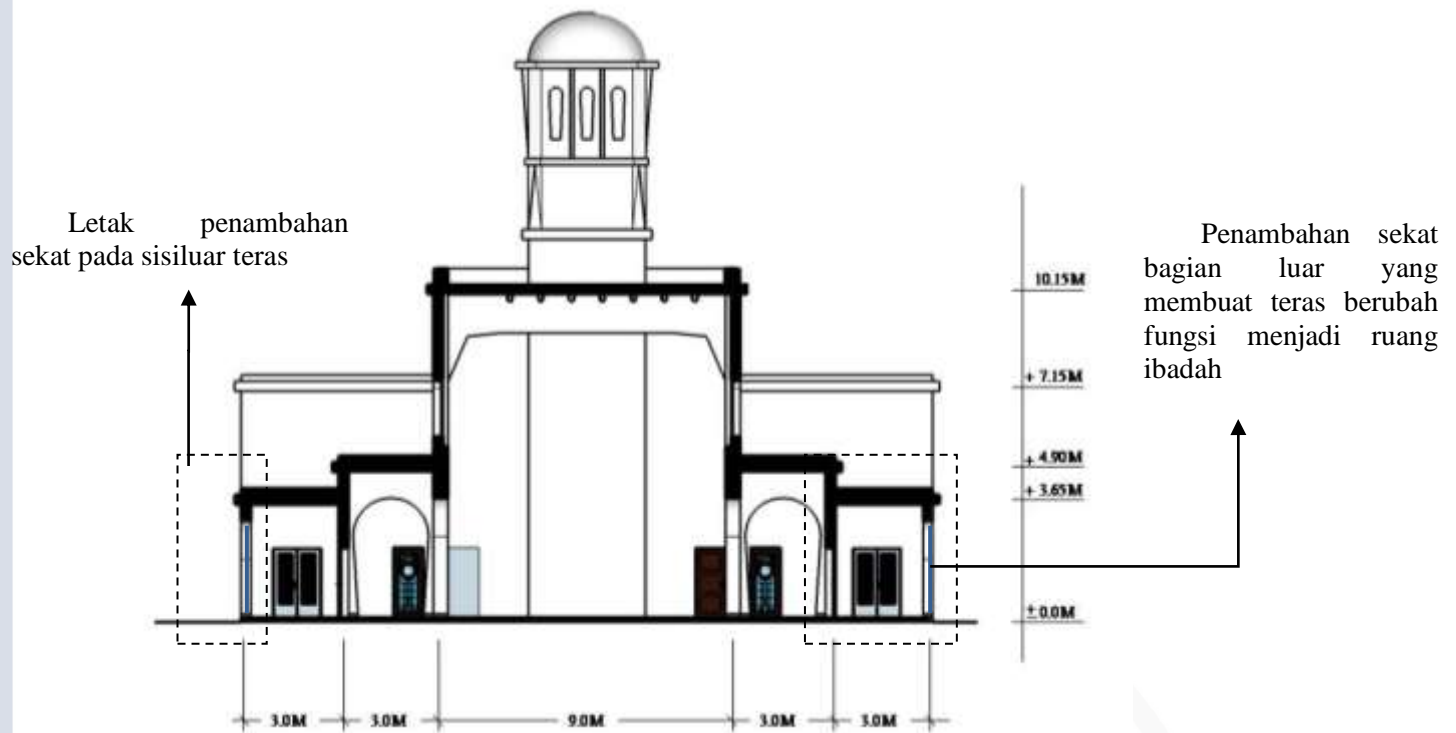 Letak penambahan
sekat pada sisiluar teras
Penambahan sekat
bagian luar yang
membuat teras berubah
fungsi menjadi ruang
ibadah
10.15M
+ 7.15M
+ 4.90M
+ 3.65M
± 0.0M
3.0M 3.0M 9.0M 3.0M 3.0M